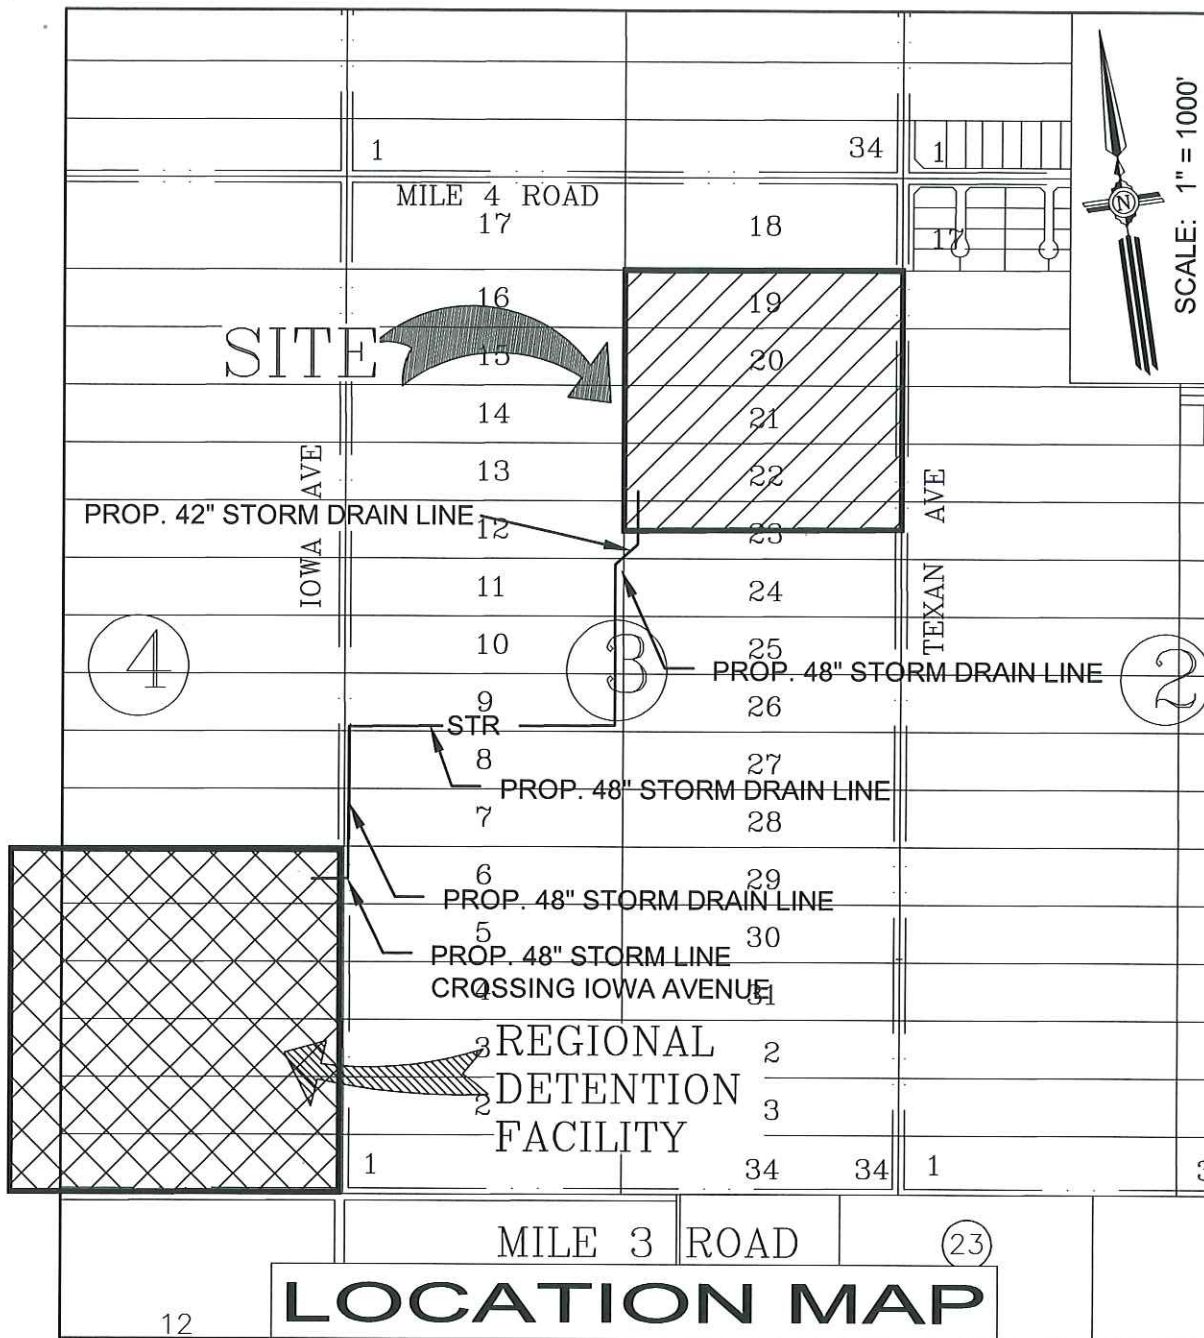 1
34
1
MILE 4 ROAD
17
18
17
N
SCALE: 1" = 1000'
16
19
SITE
15
20
14
21
13
22
IOWA AVE
TEXAN AVE
PROP. 42" STORM DRAIN LINE
12
23
11
24
10
25
4
3
2
PROP. 48" STORM DRAIN LINE
9
26
STR
8
27
PROP. 48" STORM DRAIN LINE
7
28
6
29
PROP. 48" STORM DRAIN LINE
5
30
PROP. 48" STORM LINE
CROSSING IOWA AVENUE
4
31
3
REGIONAL
2
DETENTION
2
3
FACILITY
1
34
34
1
3
MILE 3 ROAD
23
LOCATION MAP
12